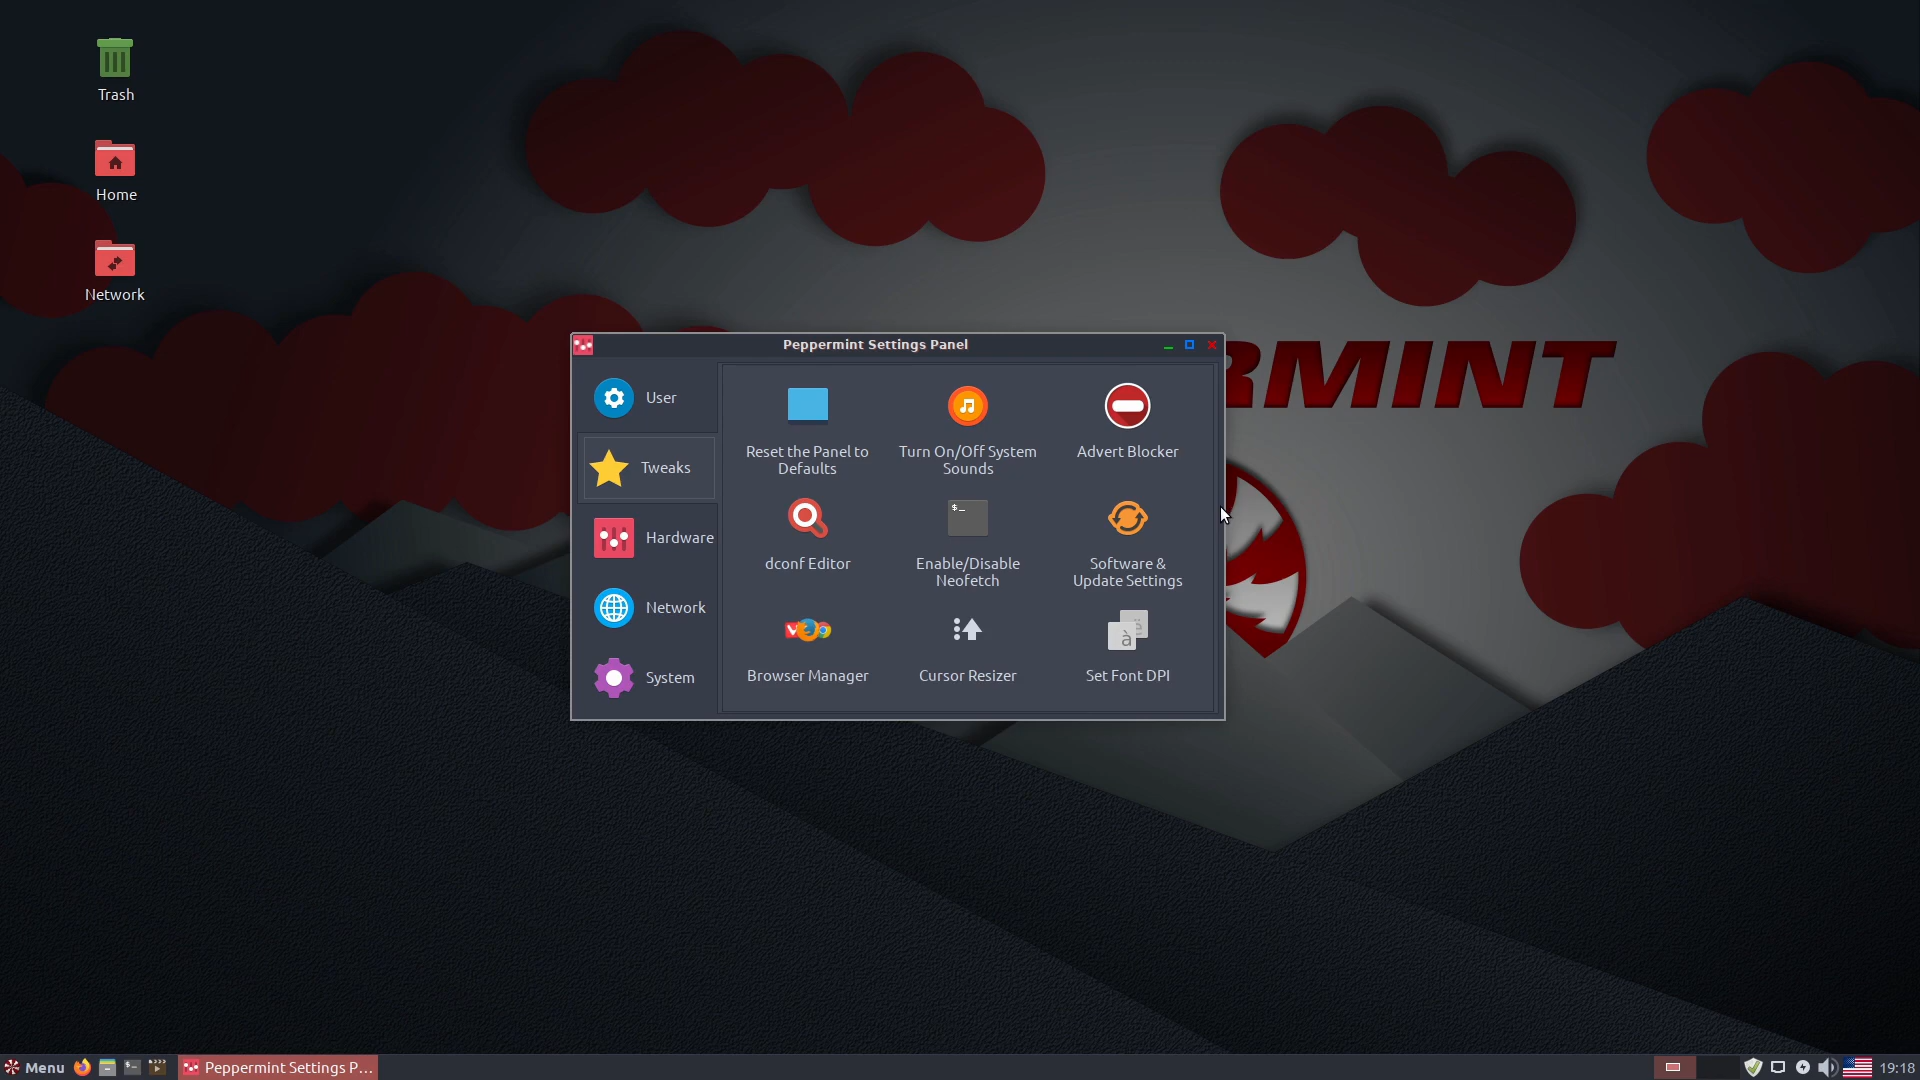 Trash
Home
Network
RMINT
Peppermint Settings Panel
User
Tweaks
Hardware
Network
System
Reset the Panel to
Defaults
Turn On/Off System
Sounds
Advert Blocker
dconf Editor
$_
Enable/Disable
Neofetch
Software &
Update Settings
Browser Manager
Cursor Resizer
ë
à
Set Font DPI
Menu
Peppermint Settings P...
19:18